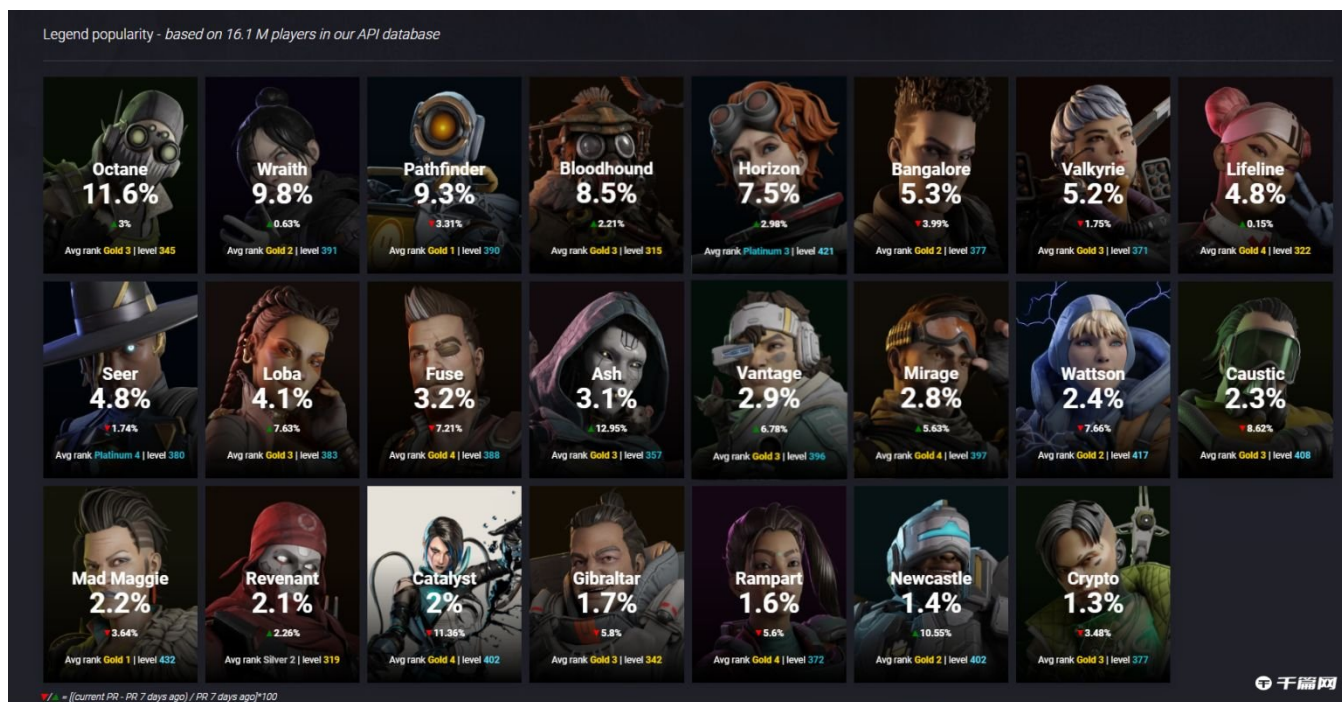 Legend popularity - based on 16.1 M players in our API database
Octane
11.6%
▲3%
Avg rank Gold 3 | level 345
Wraith
9.8%
▲0.63%
Avg rank Gold 2 | level 391
Pathfinder
9.3%
▼3.31%
Avg rank Gold 1 | level 390
Bloodhound
8.5%
▲2.21%
Avg rank Gold 3 | level 315
Horizon
7.5%
▲2.98%
Avg rank Platinum 3 | level 421
Bangalore
5.3%
▼3.99%
Avg rank Gold 2 | level 377
Valkyrie
5.2%
▼1.75%
Avg rank Gold 3 | level 371
Lifeline
4.8%
▲0.15%
Avg rank Gold 4 | level 322
Seer
4.8%
▼1.74%
Avg rank Platinum 4 | level 380
Loba
4.1%
▲7.63%
Avg rank Gold 3 | level 383
Fuse
3.2%
▼7.21%
Avg rank Gold 4 | level 388
Ash
3.1%
▲12.95%
Avg rank Gold 3 | level 357
Vantage
2.9%
▲6.78%
Avg rank Gold 3 | level 396
Mirage
2.8%
▲5.63%
Avg rank Gold 4 | level 397
Wattson
2.4%
▼7.66%
Avg rank Gold 2 | level 417
Caustic
2.3%
▼8.62%
Avg rank Gold 3 | level 408
Mad Maggie
2.2%
▼3.64%
Avg rank Gold 1 | level 432
Revenant
2.1%
▲2.26%
Avg rank Silver 2 | level 319
Catalyst
2%
▼11.36%
Avg rank Gold 4 | level 402
Gibraltar
1.7%
▼5.8%
Avg rank Gold 3 | level 342
Rampart
1.6%
▼5.6%
Avg rank Gold 4 | level 372
Newcastle
1.4%
▲10.55%
Avg rank Gold 2 | level 402
Crypto
1.3%
▼3.48%
Avg rank Gold 3 | level 377
▼/▲ = [(current PR - PR 7 days ago) / PR 7 days ago]*100
千篇网